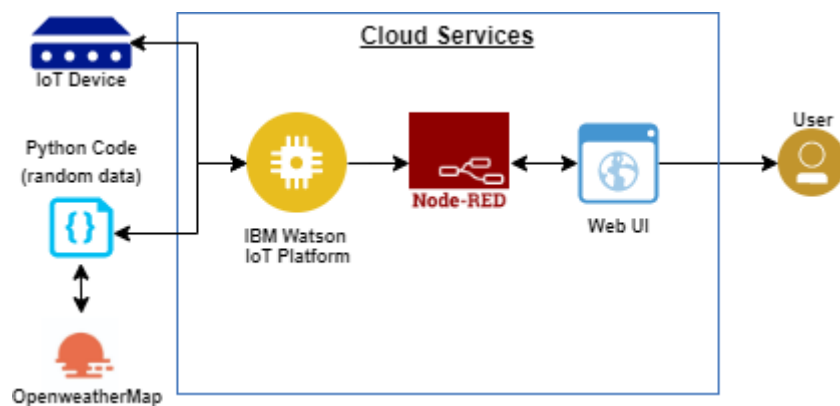 Cloud Services
IoT Device
Python Code
(random data)
{ }
OpenweatherMap
IBM Watson
IoT Platform
Node-RED
Web UI
User